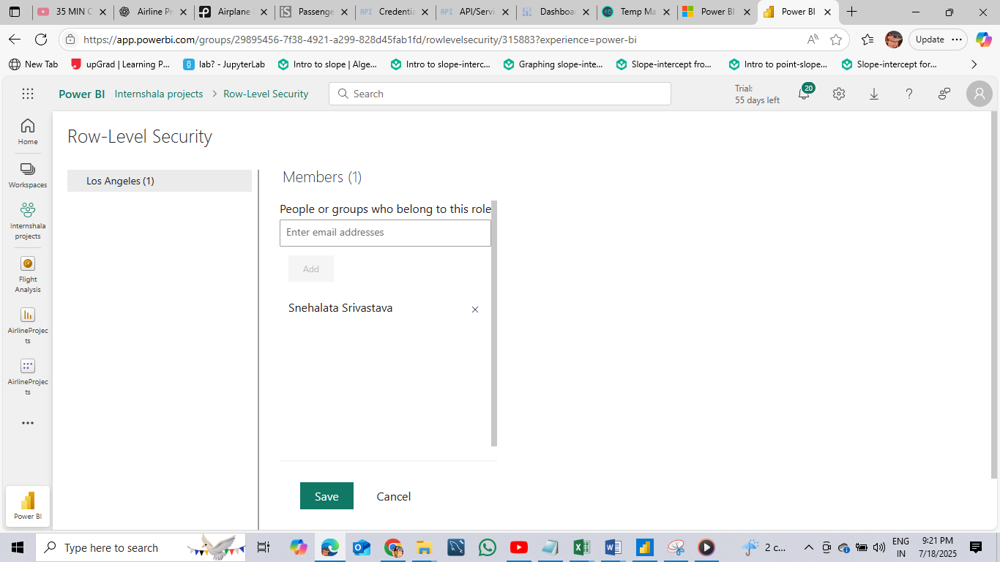 35 MIN C
Airline Pr
Airplane
Passenge
Credentia
API/Servi
Dashboar
Temp Ma
Power BI
Power BI
https://app.powerbi.com/groups/29895456-7f38-4921-a299-828d45fab1fd/rowlevelsecurity/315883?experience=power-bi
Update
New Tab
upGrad | Learning P...
lab? - JupyterLab
Intro to slope | Alge...
Intro to slope-interc...
Graphing slope-inte...
Slope-intercept fro...
Intro to point-slope...
Slope-intercept for...
Power BI
Internshala projects
Row-Level Security
Search
Trial:
55 days left
20
Home
Workspaces
Internshala
projects
Flight
Analysis
AirlineProjec
ts
AirlineProjec
ts
Power BI
Row-Level Security
Los Angeles (1)
Members (1)
People or groups who belong to this role
Enter email addresses
Add
Snehalata Srivastava
Save
Cancel
Type here to search
2 c...
ENG
IN
9:21 PM
7/18/2025